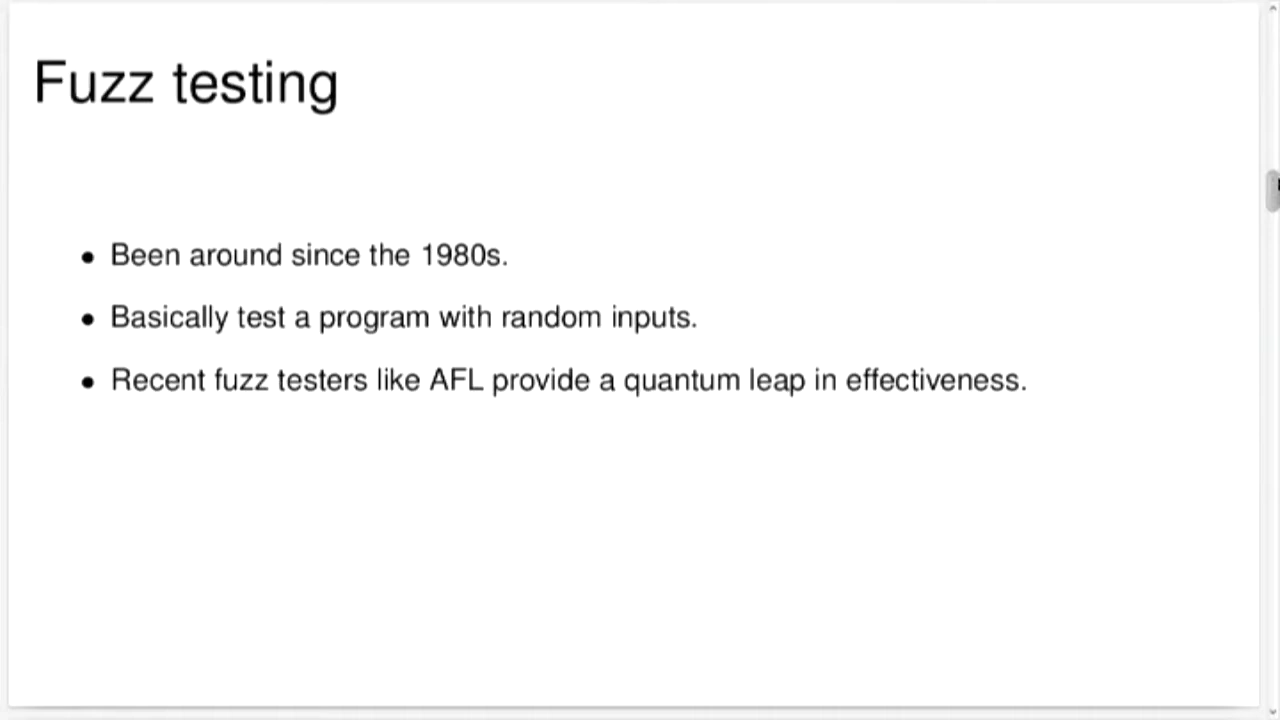 Fuzz testing
• Been around since the 1980s.
• Basically test a program with random inputs.
• Recent fuzz testers like AFL provide a quantum leap in effectiveness.